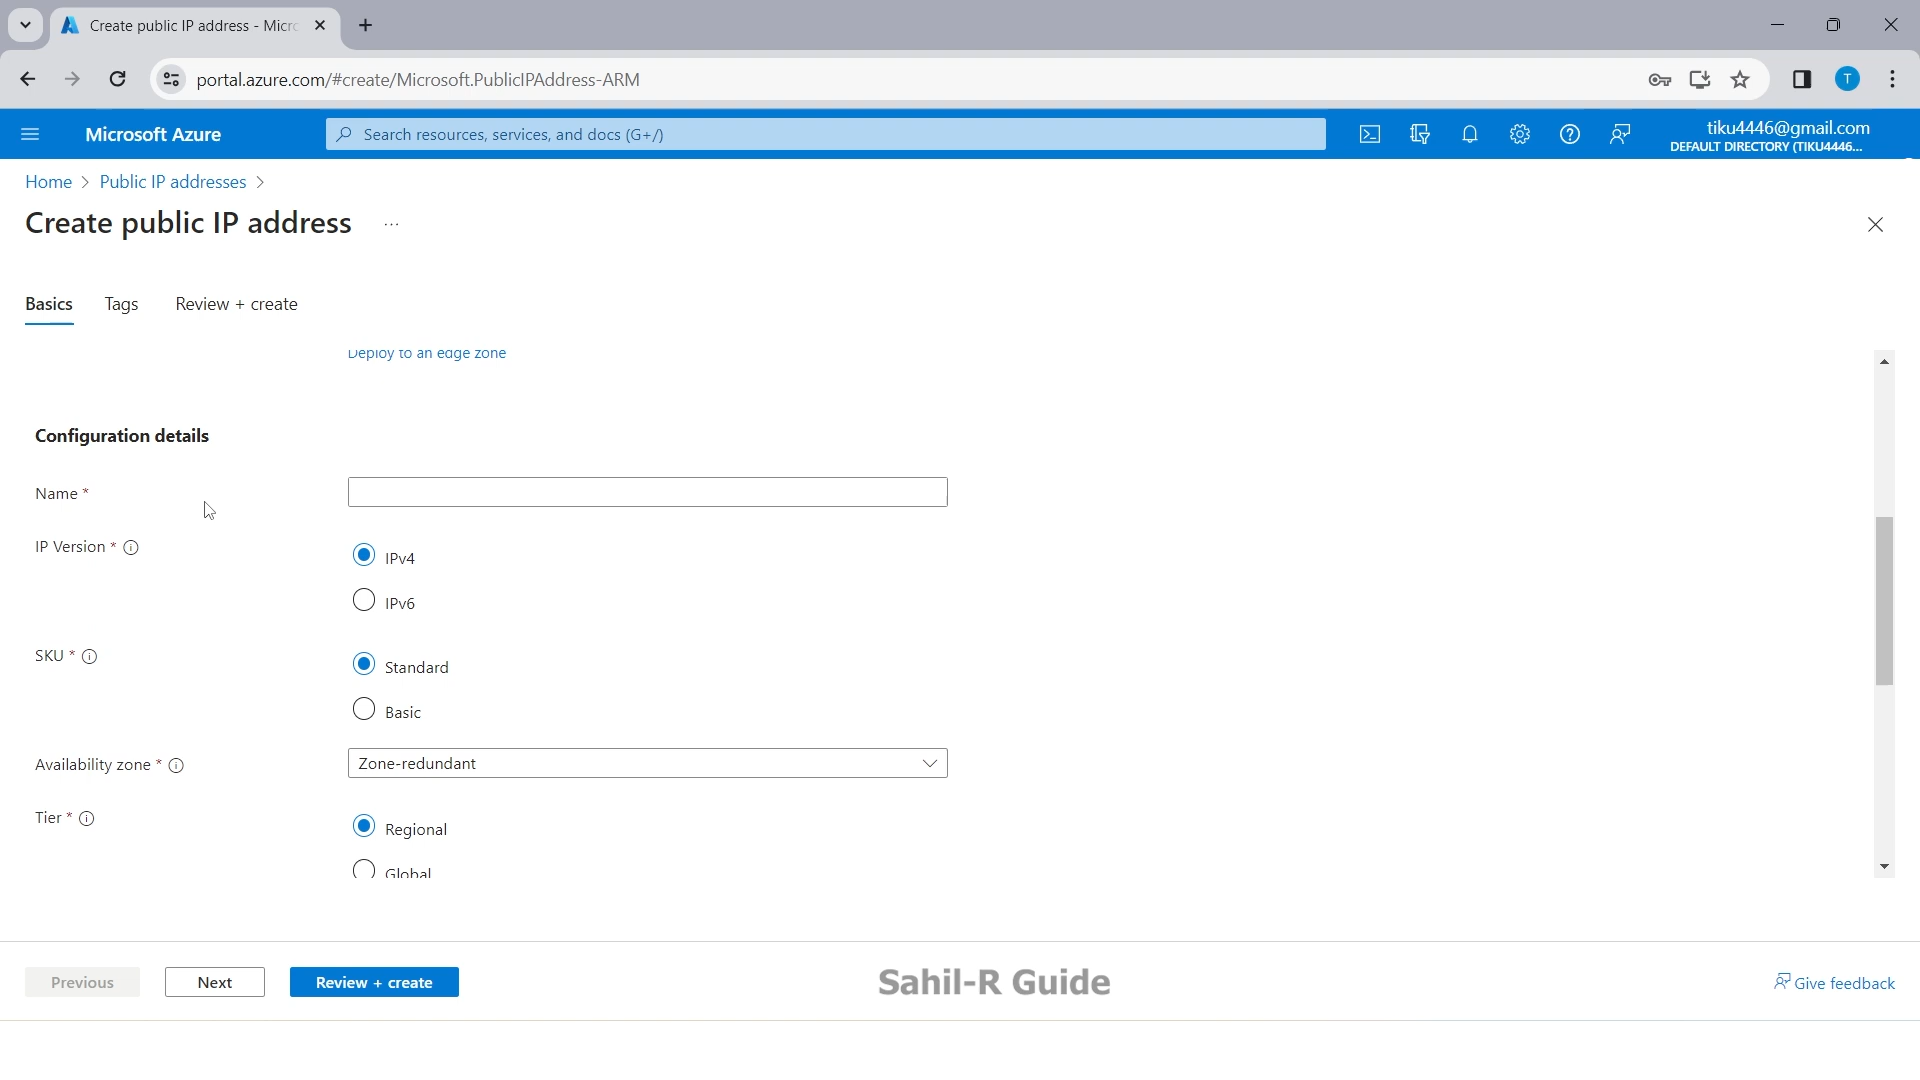 Create public IP address - Micr
portal.azure.com/#create/Microsoft.PublicIPAddress-ARM
T
Microsoft Azure
Search resources, services, and docs (G+/)
tiku4446@gmail.com
DEFAULT DIRECTORY (TIKU4446...
Home > Public IP addresses >
Create public IP address ...
Basics Tags Review + create
Deploy to an edge zone
Configuration details
Name *
IP Version *
IPv4
IPv6
SKU *
Standard
Basic
Availability zone *
Zone-redundant
Tier *
Regional
Global
Previous Next Review + create
Sahil-R Guide
Give feedback